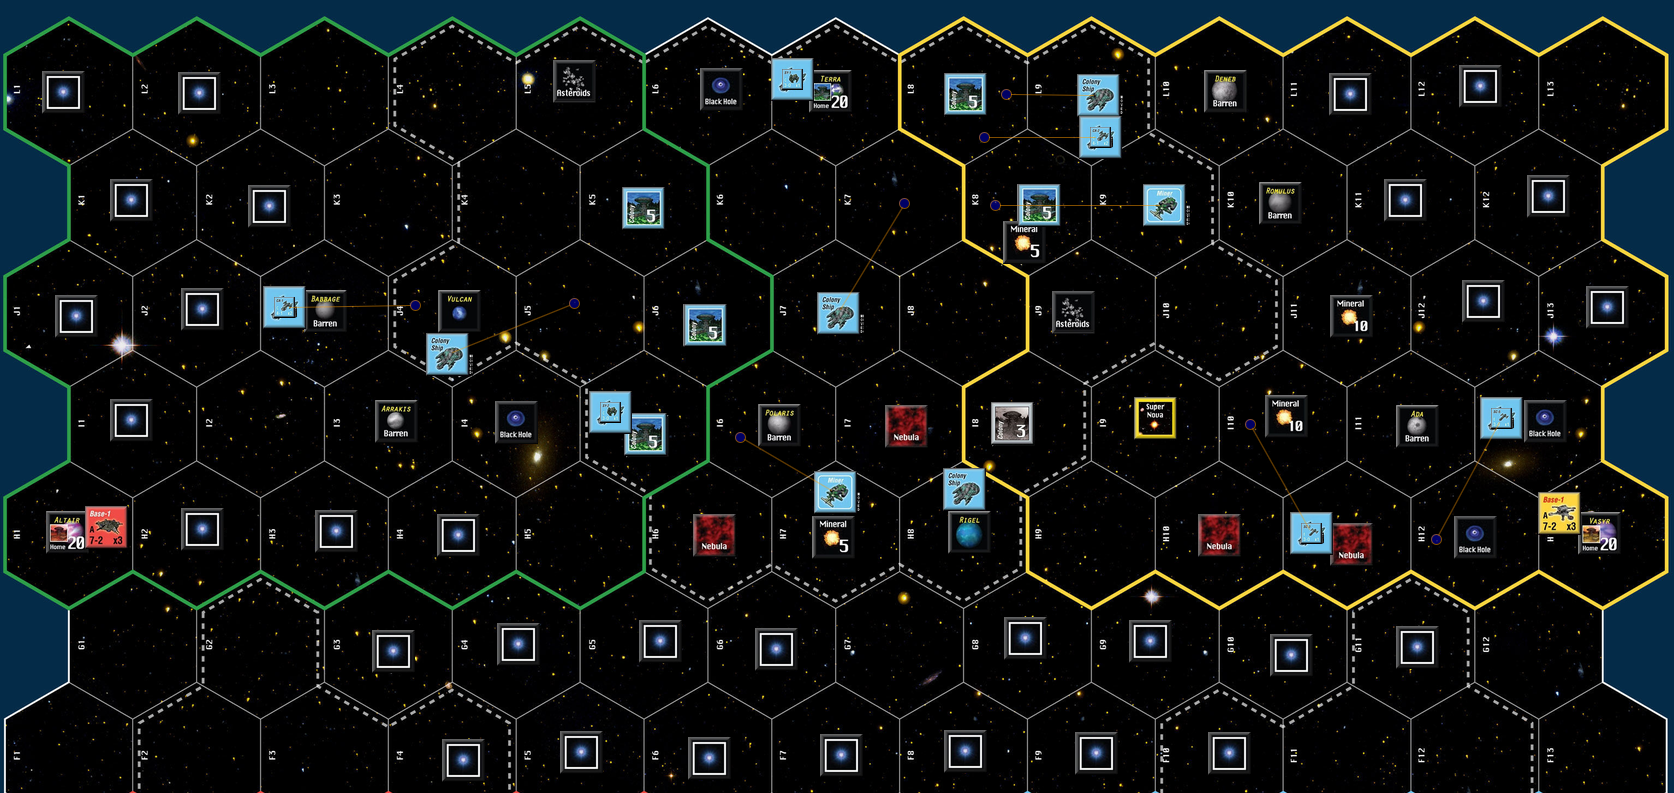 L1
L2
L3
L4
L5
Asteroids
L6
Black Hole
TERRA
Home 20
L8
Colony 5
L9
Colony
Ship
L10
DENEB
Barren
L11
L12
L13
K1
K2
K3
K4
K5
Colony 5
K6
K7
K8
Colony 5
Mineral
5
K9
Miner
K10
ROMULUS
Barren
K11
K12
J1
J2
J3
BABBAGE
Barren
J4
VULCAN
Colony
Ship
J5
J6
Colony 5
J7
Colony
Ship
J8
J9
Asteroids
J10
J11
Mineral
10
J12
J13
I1
I2
I3
ARRAKIS
Barren
I4
Black Hole
Colony 5
I6
POLARIS
Barren
I7
Nebula
I8
Colony 3
I9
Super
Nova
I10
Mineral
10
I11
ADA
Barren
Black Hole
H1
ALTAIR
Home 20
Base-1
A
7-2 x3
H2
H3
H4
H5
H6
Nebula
H7
Miner
Mineral
5
H8
Colony
Ship
RIGEL
H9
H10
Nebula
Nebula
H12
Black Hole
Base-1
A
7-2 x3
VASYR
Home 20
G1
G2
G3
G4
G5
G6
G7
G8
G9
G10
G11
G12
F1
F2
F3
F4
F5
F6
F7
F8
F9
F10
F11
F12
F13